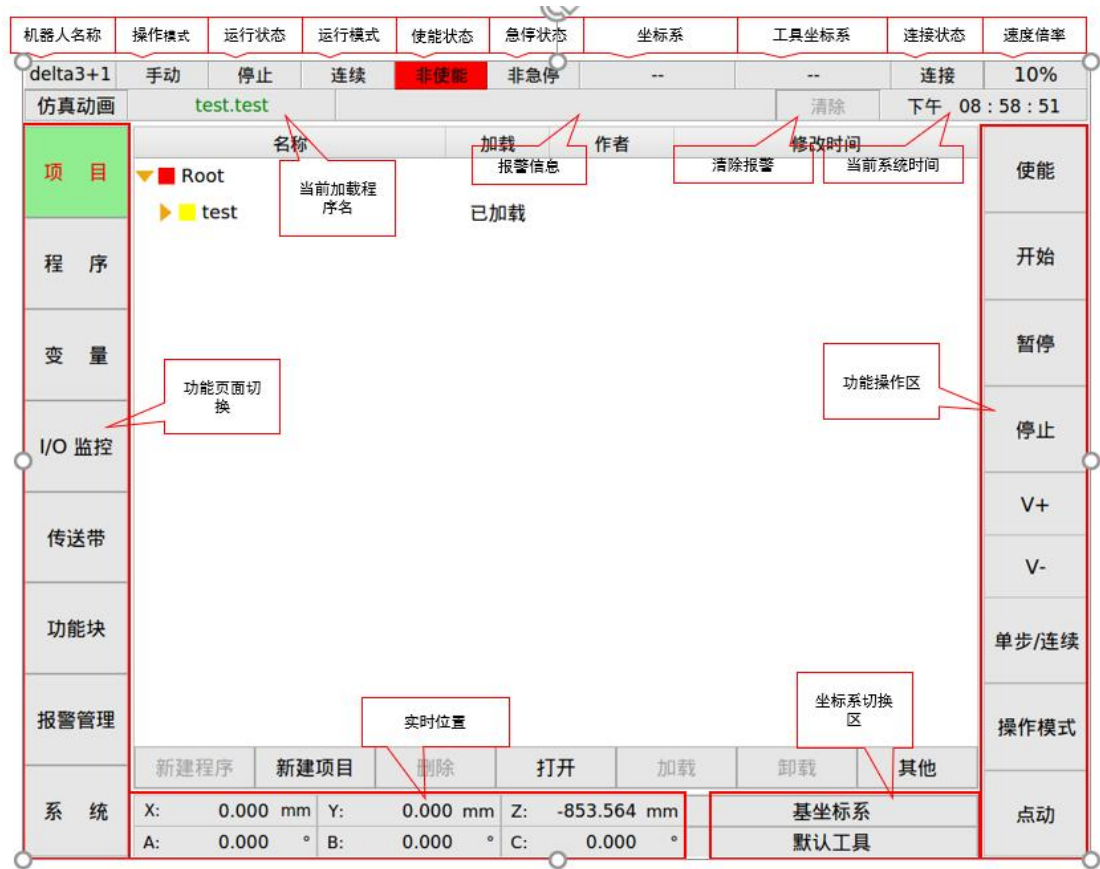 机器人名称 操作模式 运行状态 运行模式 使能状态 急停状态 坐标系 工具坐标系 连接状态 速度倍率
delta3+1 手动 停止 连续 非使能 非急停 -- -- 连接 10%
仿真动画 test.test 清除 下午 08 : 58 : 51
名称 加载 作者 修改时间
报警信息 清除报警 当前系统时间
项 目 Root 使能
当前加载程
序名
test 已加载
程 序 开始
变 量 暂停
功能页面切
换
功能操作区
I/O 监控 停止
V+
传送带
V-
功能块 单步/连续
坐标系切换
区
报警管理 实时位置 操作模式
新建程序 新建项目 删除 打开 加载 卸载 其他
系 统 点动
X: 0.000 mm Y: 0.000 mm Z: -853.564 mm 基坐标系
A: 0.000 ° B: 0.000 ° C: 0.000 ° 默认工具